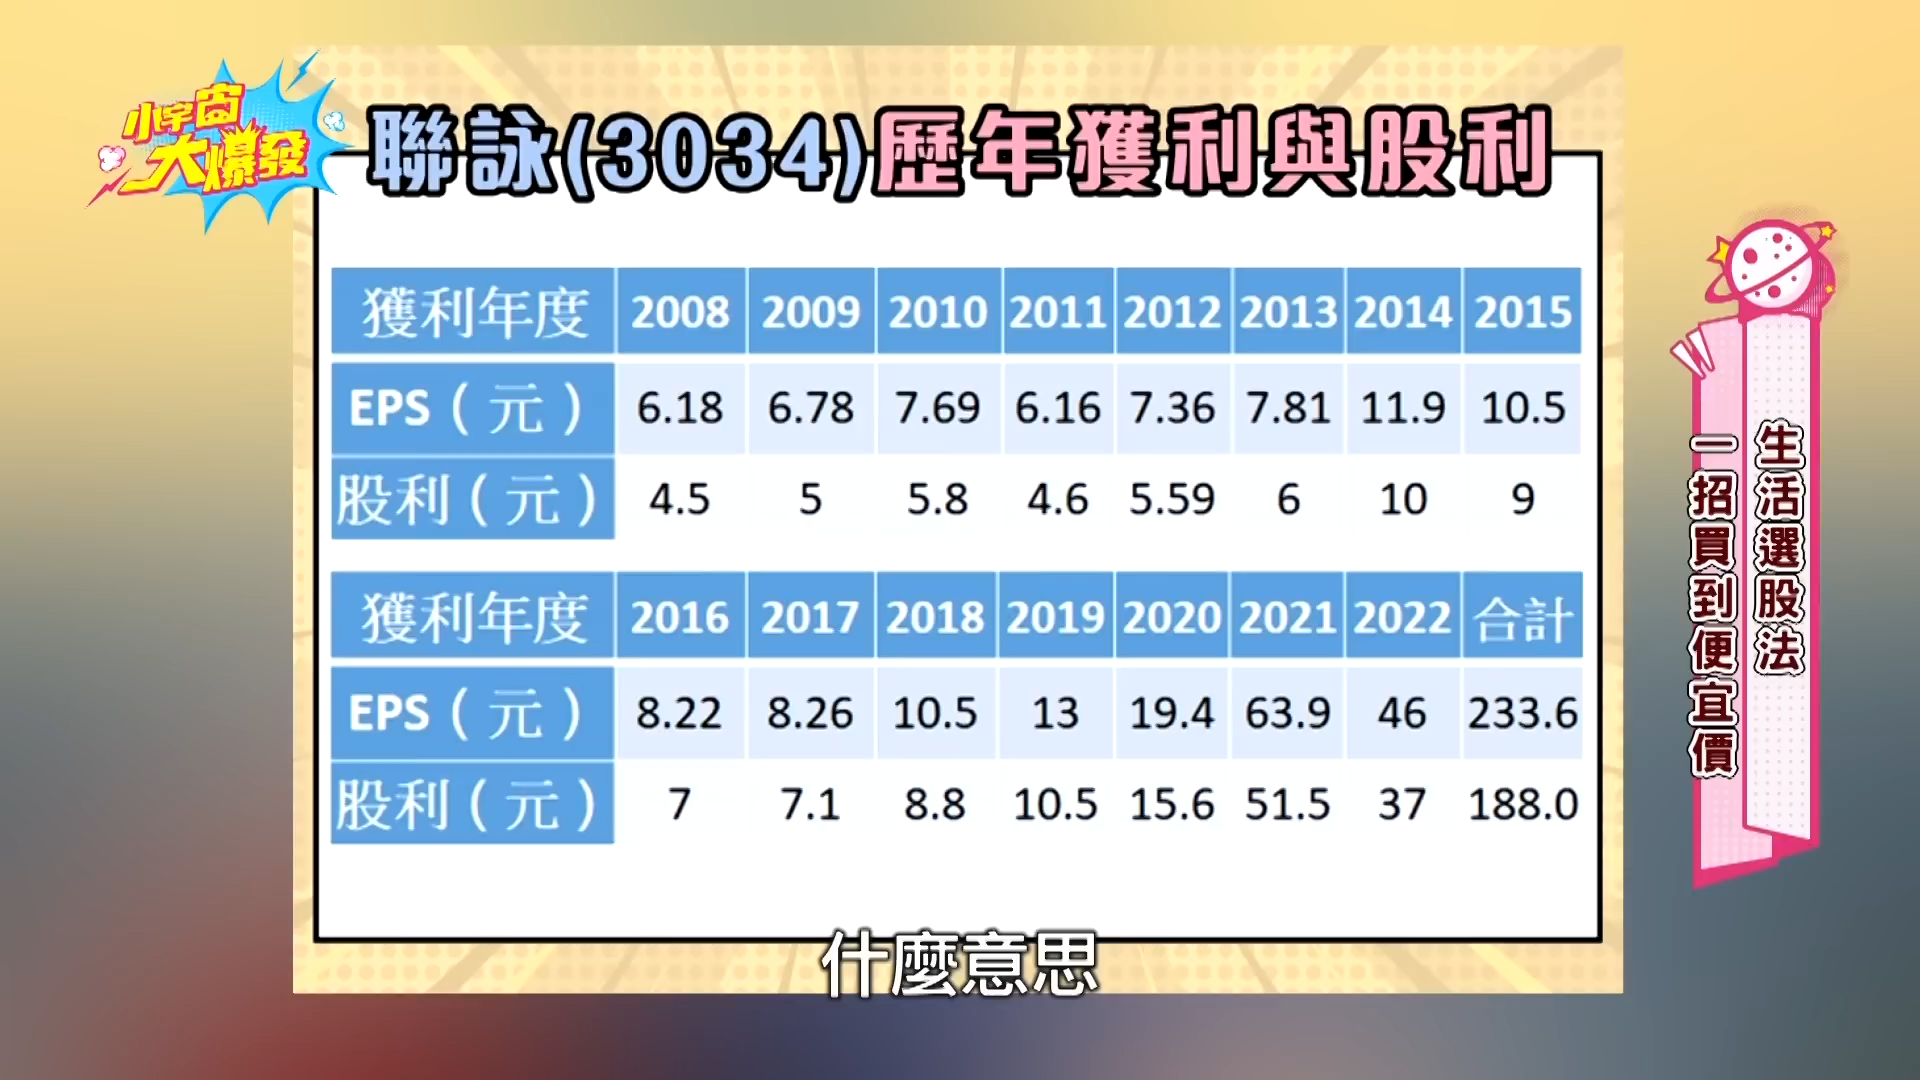 小宇宙
大爆發
聯詠(3034)歷年獲利與股利
獲利年度 2008 2009 2010 2011 2012 2013 2014 2015
EPS（元） 6.18 6.78 7.69 6.16 7.36 7.81 11.9 10.5
股利（元） 4.5 5 5.8 4.6 5.59 6 10 9
獲利年度 2016 2017 2018 2019 2020 2021 2022 合計
EPS（元） 8.22 8.26 10.5 13 19.4 63.9 46 233.6
股利（元） 7 7.1 8.8 10.5 15.6 51.5 37 188.0
生活選股法
一招買到便宜價
什麼意思